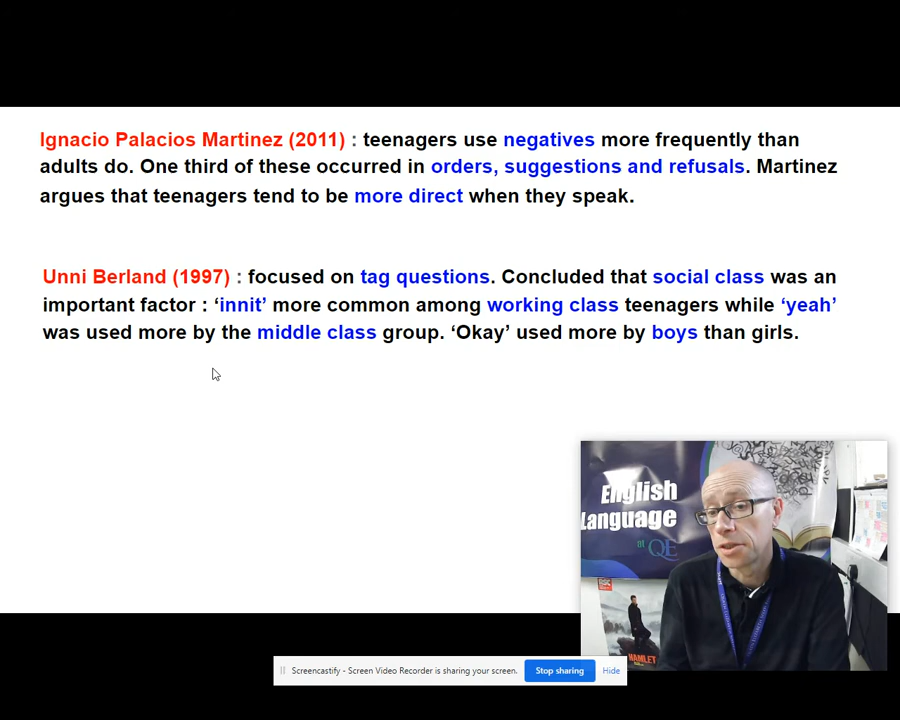 Ignacio Palacios Martinez (2011) : teenagers use negatives more frequently than
adults do. One third of these occurred in orders, suggestions and refusals. Martinez
argues that teenagers tend to be more direct when they speak.
Unni Berland (1997) : focused on tag questions. Concluded that social class was an
important factor : ‘innit’ more common among working class teenagers while ‘yeah’
was used more by the middle class group. ‘Okay’ used more by boys than girls.
English
Language
at QE
RSC
HAMLET
Screencastify - Screen Video Recorder is sharing your screen.
Stop sharing
Hide